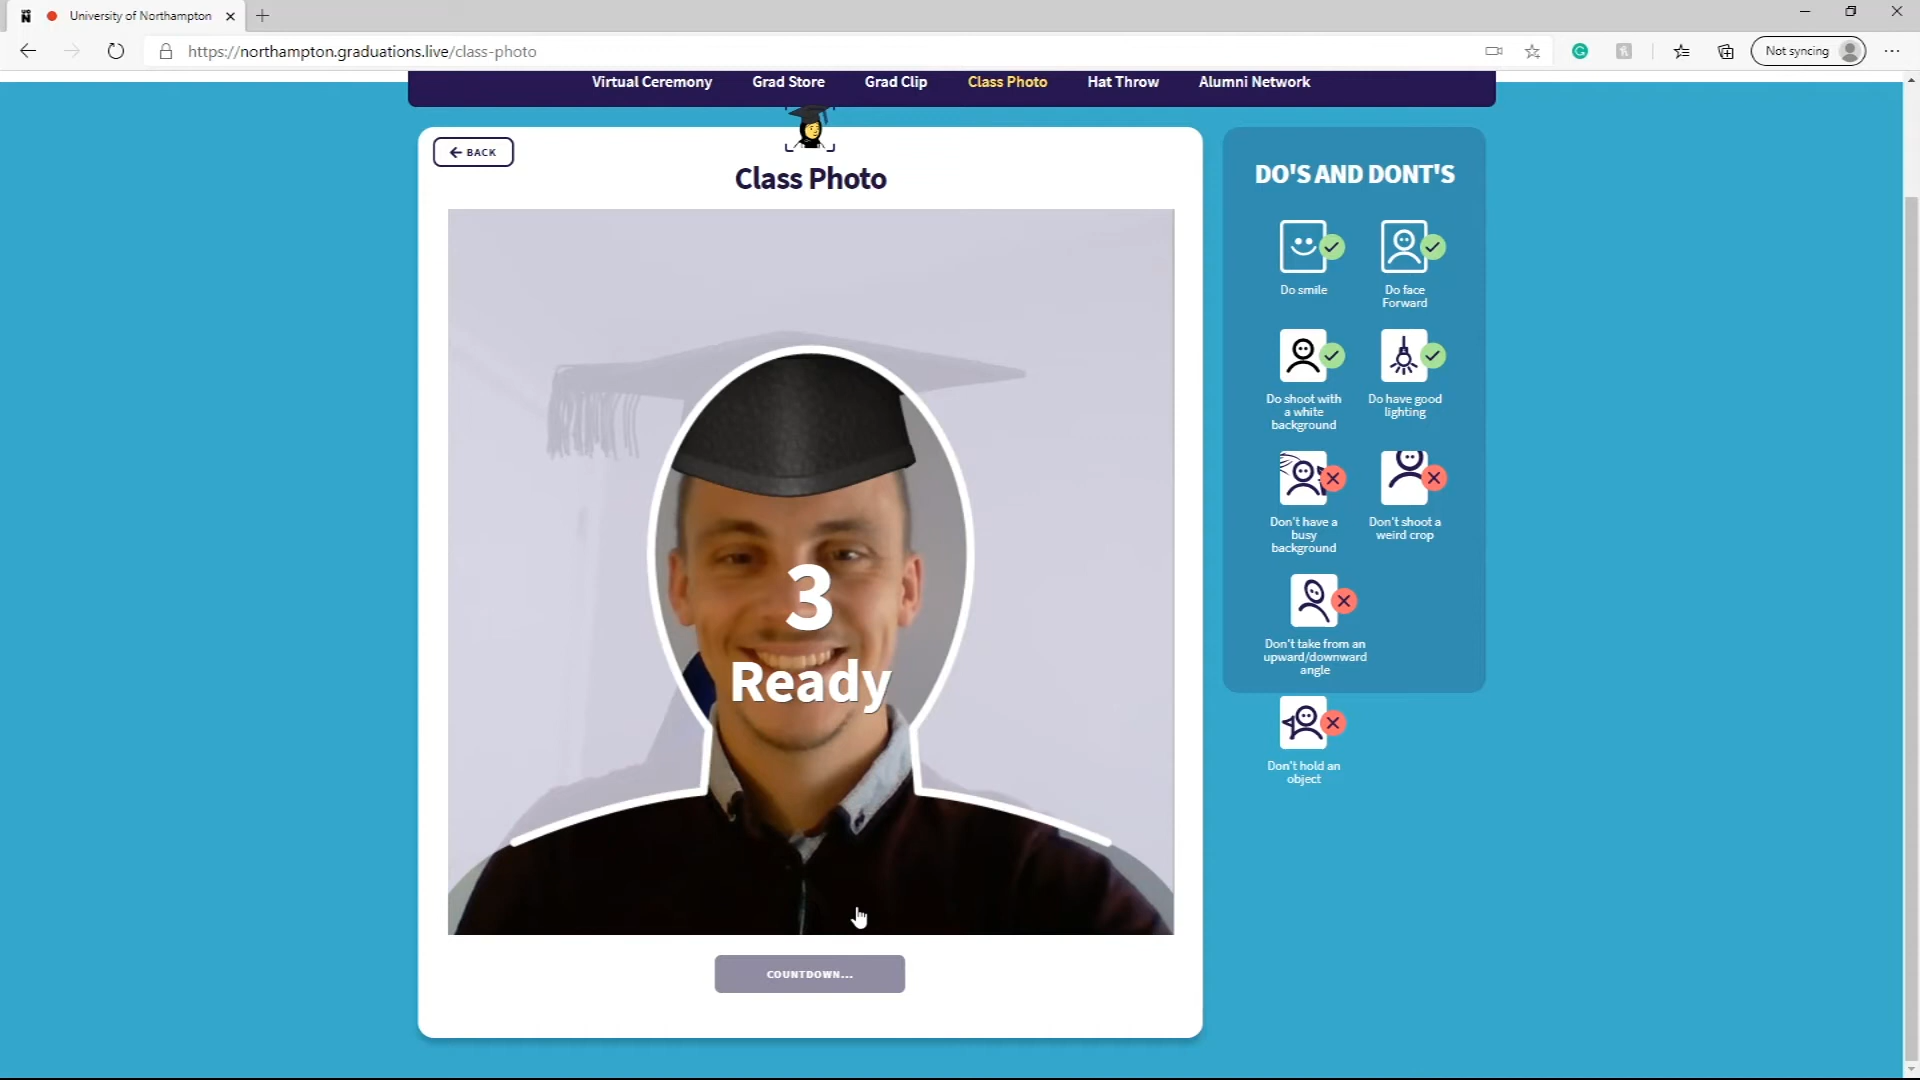 University of Northampton
https://northampton.graduations.live/class-photo
Not syncing
Virtual Ceremony
Grad Store
Grad Clip
Class Photo
Hat Throw
Alumni Network
BACK
Class Photo
3
Ready
COUNTDOWN...
DO'S AND DONT'S
Do smile
Do face
Forward
Do shoot with
a white
background
Do have good
lighting
Don't have a
busy
background
Don't shoot a
weird crop
Don't take from an
upward/downward
angle
Don't hold an
object